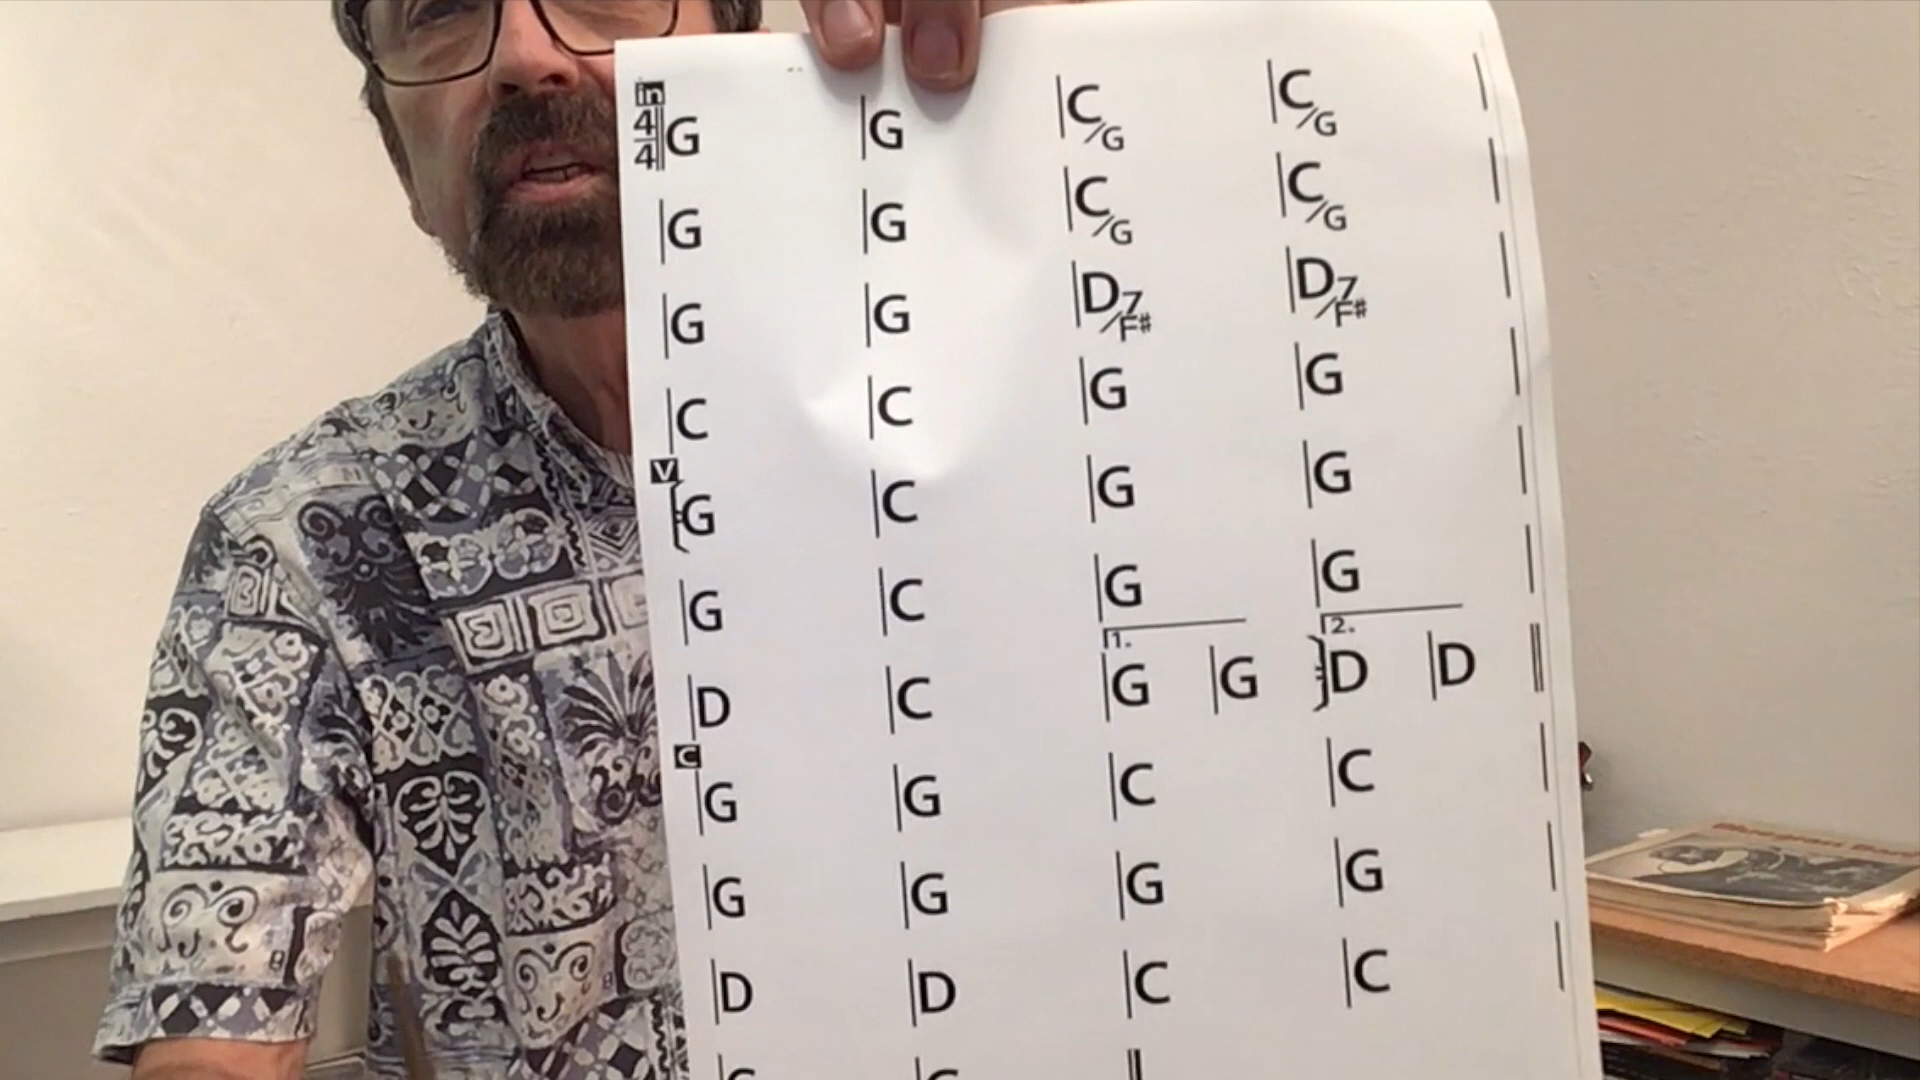 in
4/4 G | G | C/G | C/G |
| G | G | C/G | C/G |
| G | G | D7/F# | D7/F# |
| C | C | G | G |
V
G | C | G | G |
| G | C | G | G |
1. 2.
| D | C | G | G D | D
C
| G | G | C | C |
| G | G | G | G |
| D | D | C | C |